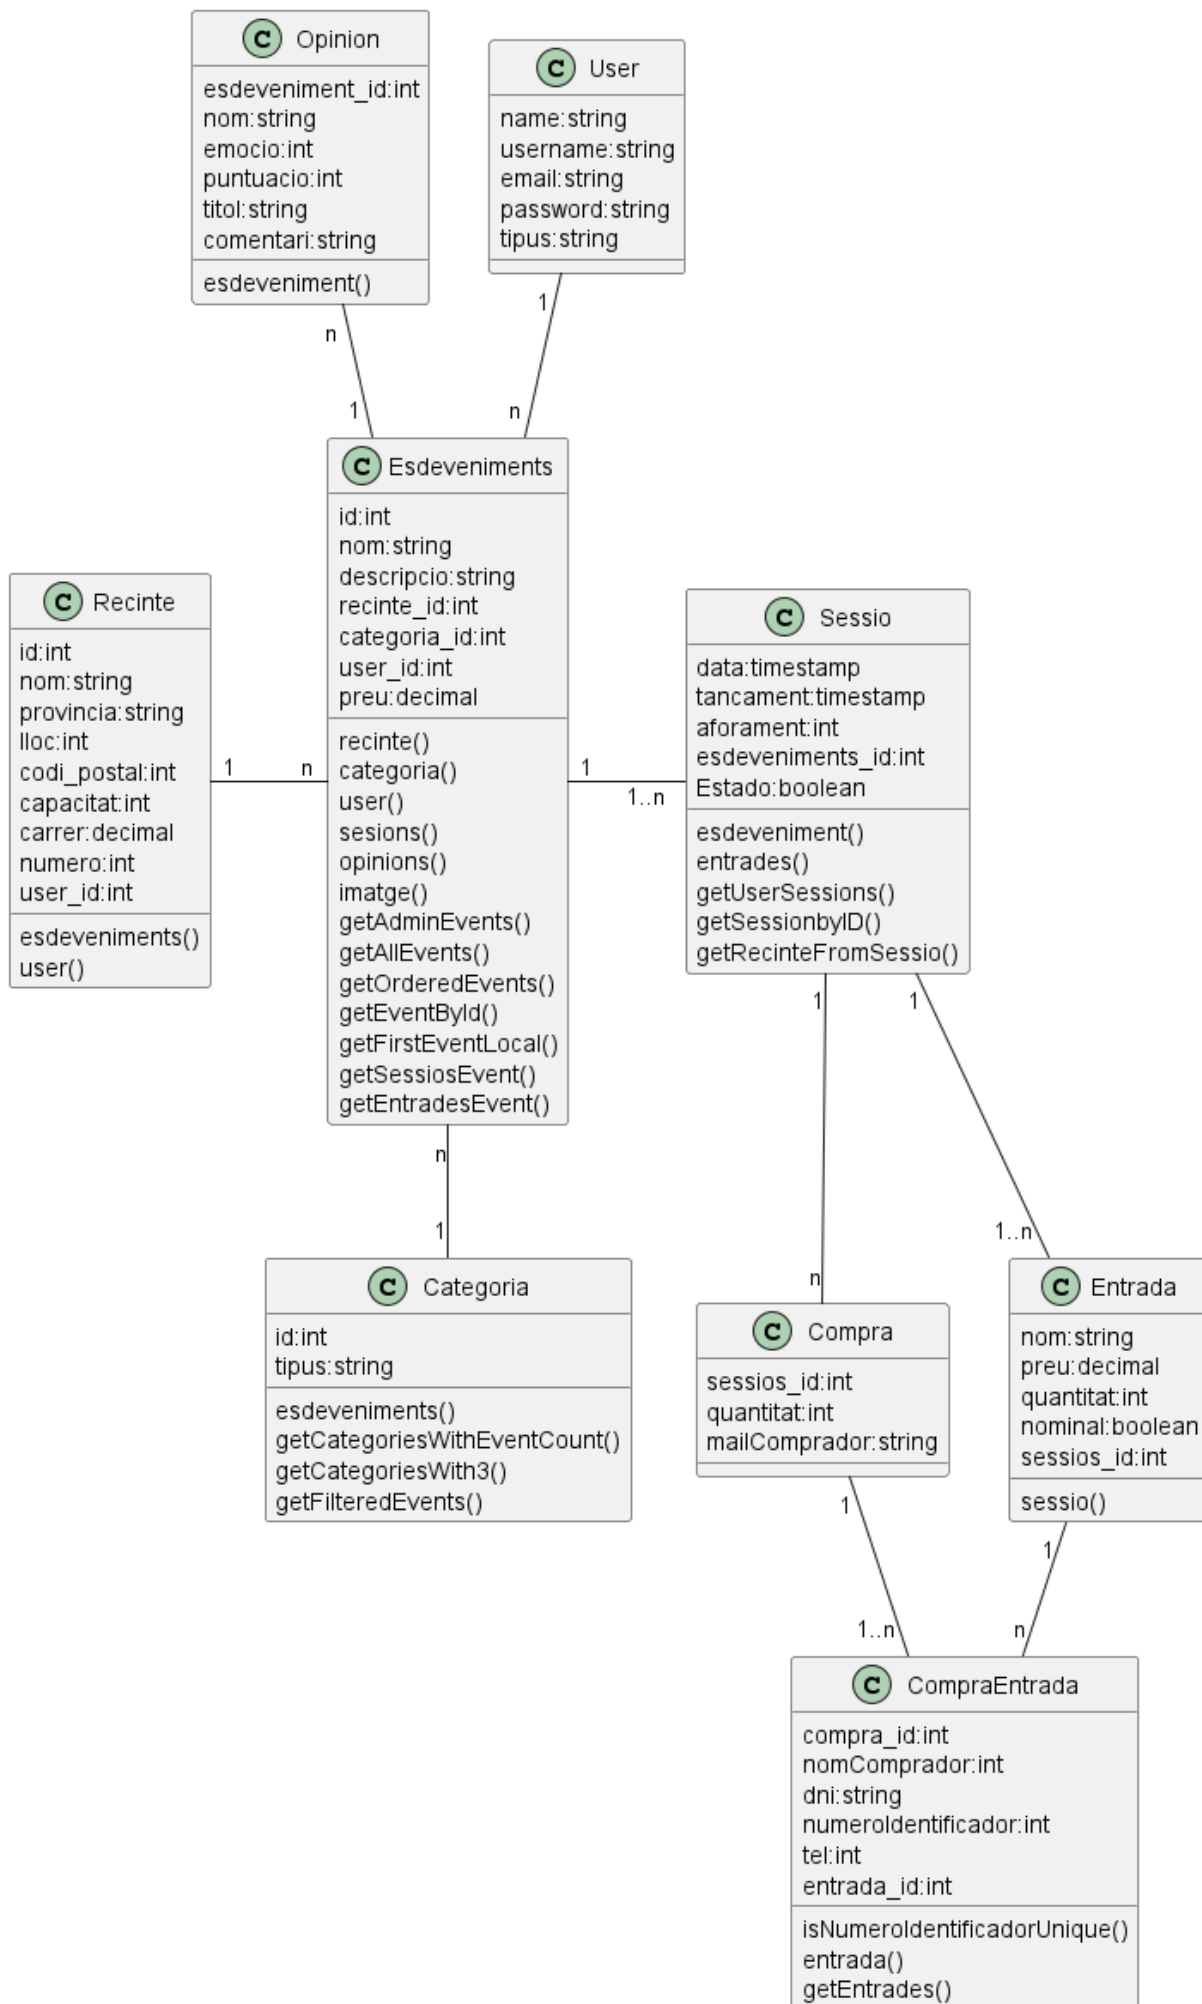 C Opinion
esdeveniment_id:int
nom:string
emocio:int
puntuacio:int
titol:string
comentari:string
esdeveniment()
C User
name:string
username:string
email:string
password:string
tipus:string
n
1
1
n
C Esdeveniments
id:int
nom:string
descripcio:string
recinte_id:int
categoria_id:int
user_id:int
preu:decimal
recinte()
categoria()
user()
sesions()
opinions()
imatge()
getAdminEvents()
getAllEvents()
getOrderedEvents()
getEventById()
getFirstEventLocal()
getSessiosEvent()
getEntradesEvent()
C Recinte
id:int
nom:string
provincia:string
lloc:int
codi_postal:int
capacitat:int
carrer:decimal
numero:int
user_id:int
esdeveniments()
user()
1 n
1
1..n
C Sessio
data:timestamp
tancament:timestamp
aforament:int
esdeveniments_id:int
Estado:boolean
esdeveniment()
entrades()
getUserSessions()
getSessionbyID()
getRecinteFromSessio()
n
1
1
n
1
1..n
C Categoria
id:int
tipus:string
esdeveniments()
getCategoriesWithEventCount()
getCategoriesWith3()
getFilteredEvents()
C Compra
sessios_id:int
quantitat:int
mailComprador:string
C Entrada
nom:string
preu:decimal
quantitat:int
nominal:boolean
sessios_id:int
sessio()
1
1..n
1
n
C CompraEntrada
compra_id:int
nomComprador:int
dni:string
numeroIdentificador:int
tel:int
entrada_id:int
isNumeroIdentificadorUnique()
entrada()
getEntrades()